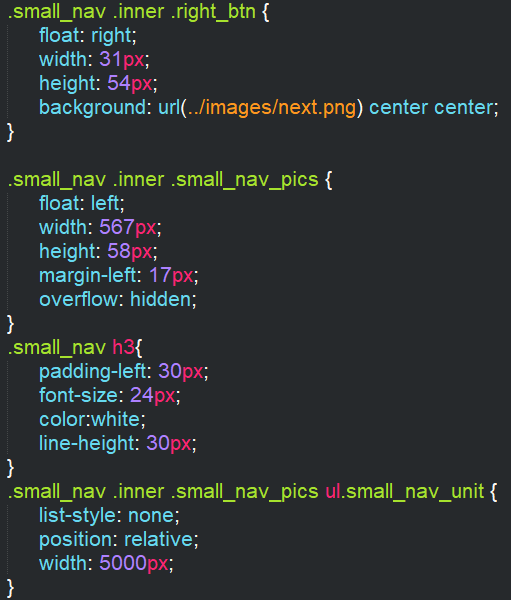 .small_nav .inner .right_btn {
float: right;
width: 31px;
height: 54px;
background: url(../images/next.png) center center;
}
.small_nav .inner .small_nav_pics {
float: left;
width: 567px;
height: 58px;
margin-left: 17px;
overflow: hidden;
}
.small_nav h3{
padding-left: 30px;
font-size: 24px;
color:white;
line-height: 30px;
}
.small_nav .inner .small_nav_pics ul.small_nav_unit {
list-style: none;
position: relative;
width: 5000px;
}